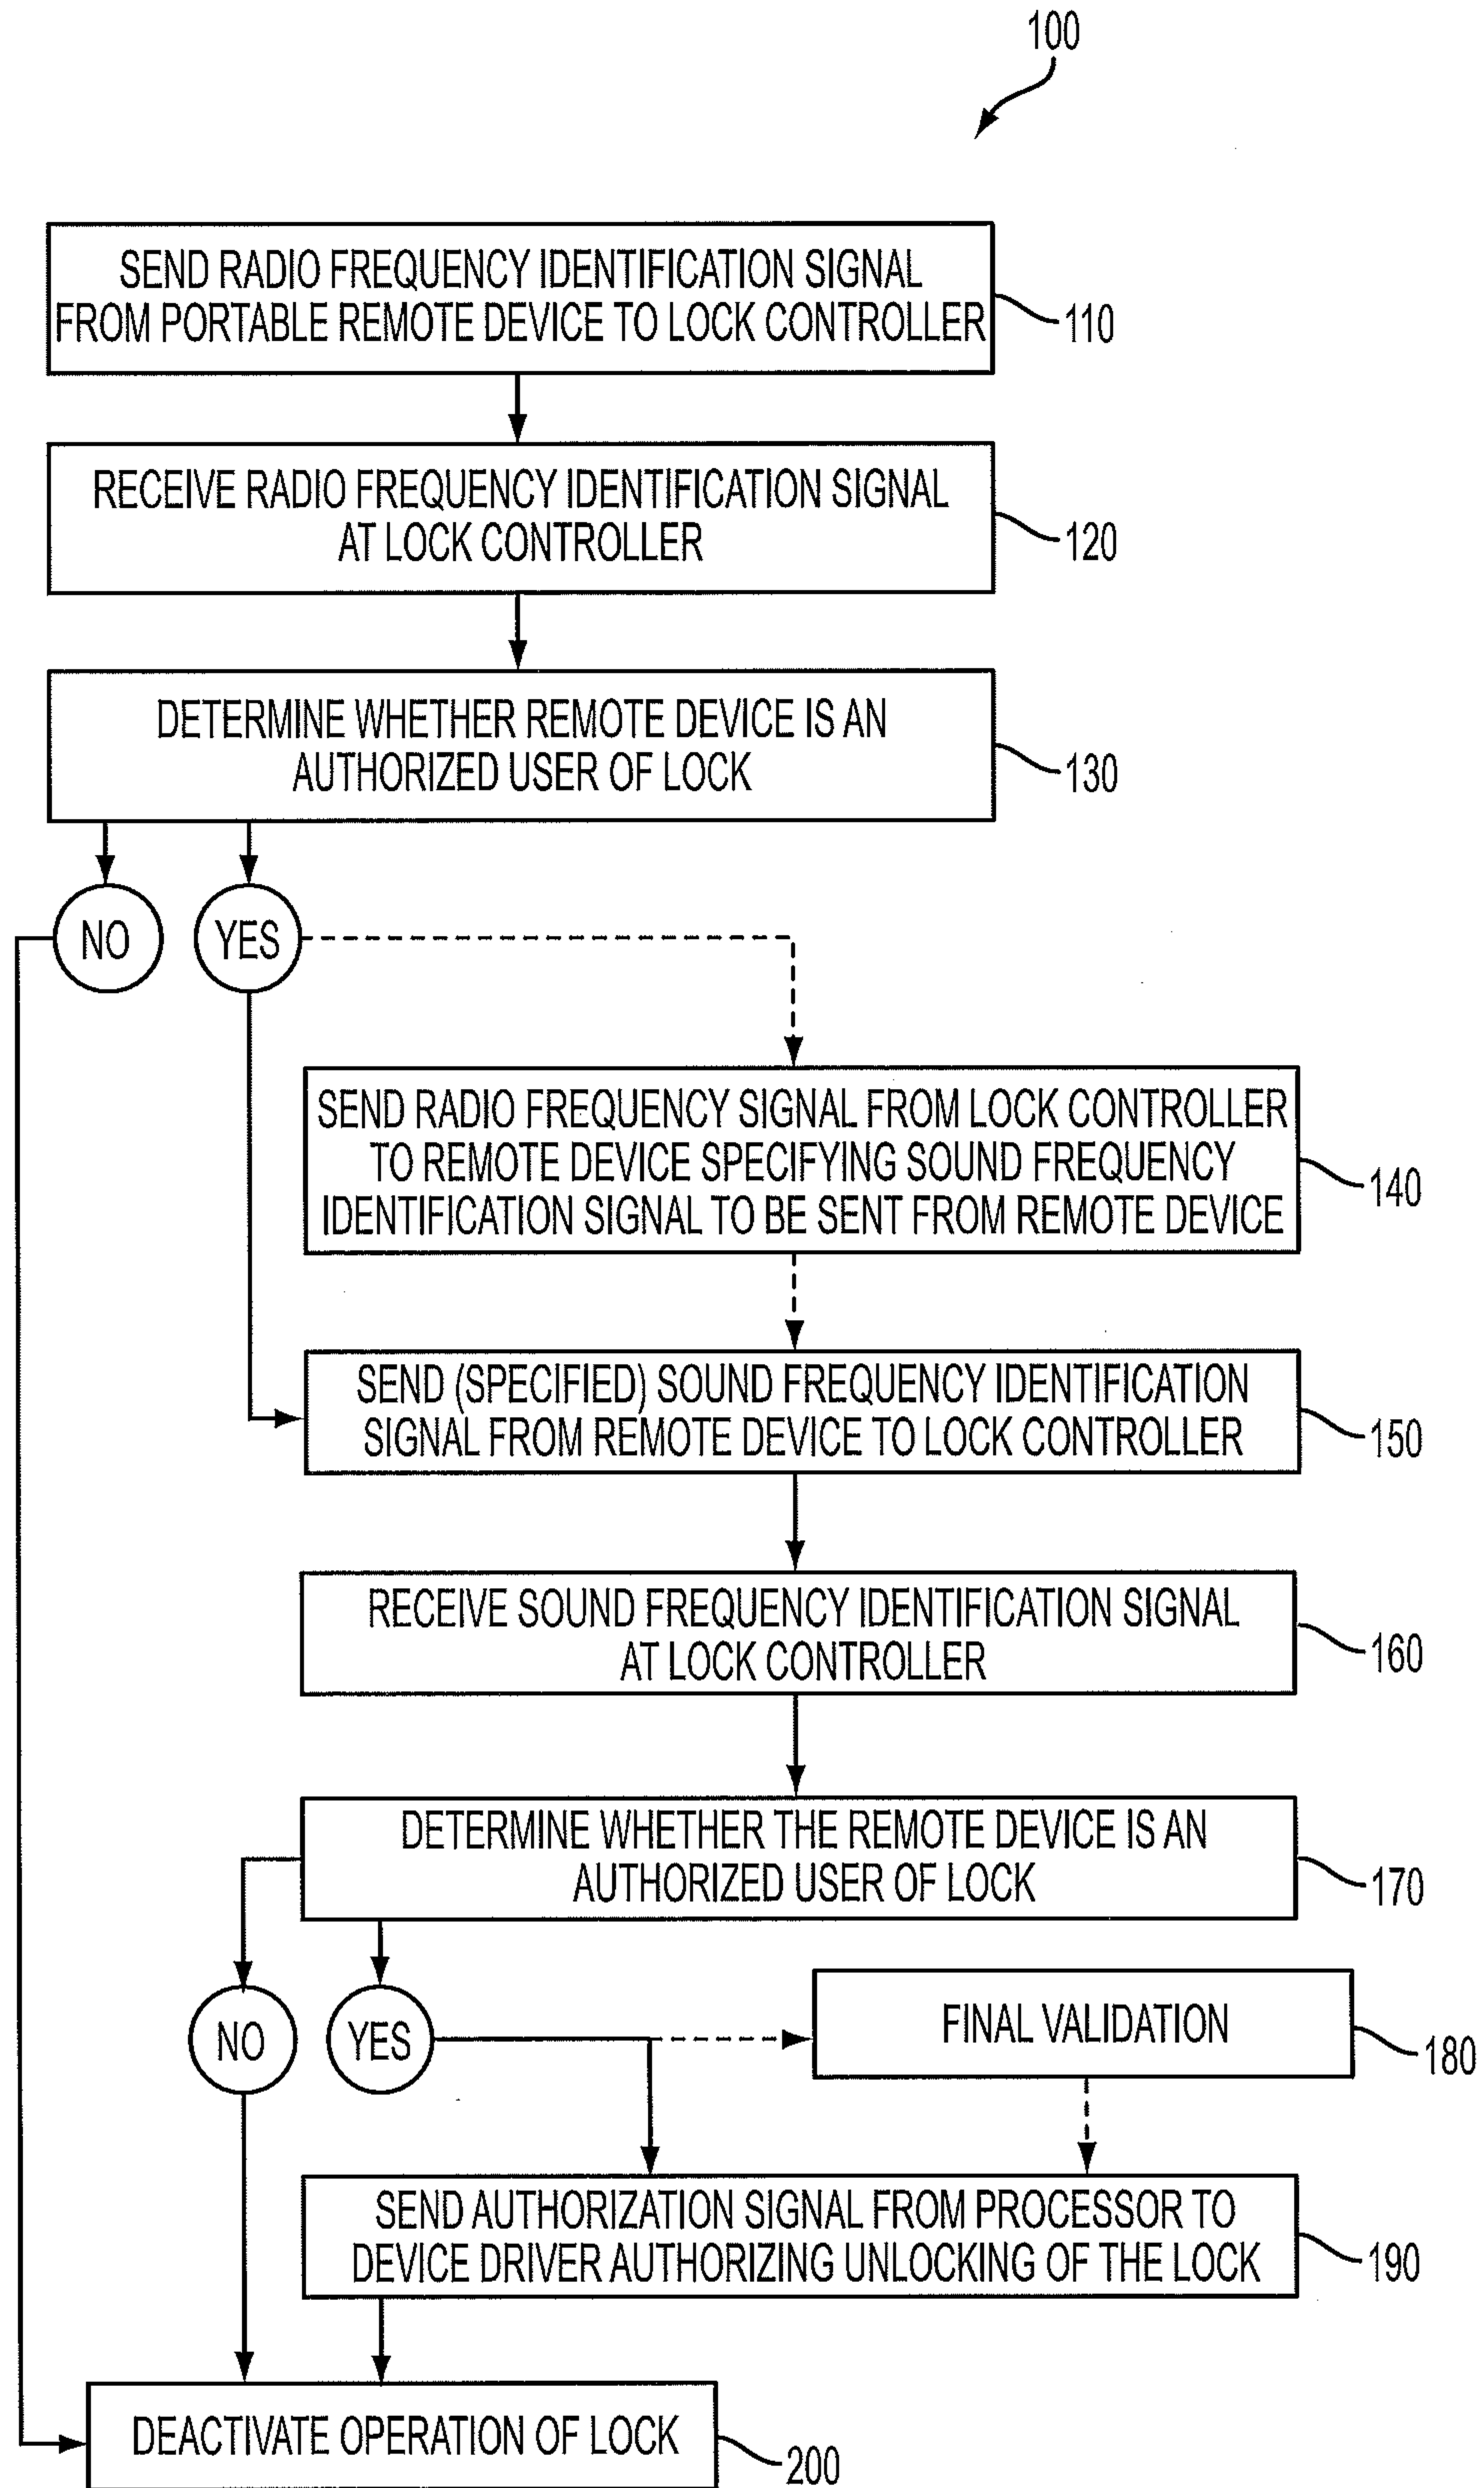 100
SEND RADIO FREQUENCY IDENTIFICATION SIGNAL
FROM PORTABLE REMOTE DEVICE TO LOCK CONTROLLER
110
RECEIVE RADIO FREQUENCY IDENTIFICATION SIGNAL
AT LOCK CONTROLLER
120
DETERMINE WHETHER REMOTE DEVICE IS AN
AUTHORIZED USER OF LOCK
130
NO
YES
SEND RADIO FREQUENCY SIGNAL FROM LOCK CONTROLLER
TO REMOTE DEVICE SPECIFYING SOUND FREQUENCY
IDENTIFICATION SIGNAL TO BE SENT FROM REMOTE DEVICE
140
SEND (SPECIFIED) SOUND FREQUENCY IDENTIFICATION
SIGNAL FROM REMOTE DEVICE TO LOCK CONTROLLER
150
RECEIVE SOUND FREQUENCY IDENTIFICATION SIGNAL
AT LOCK CONTROLLER
160
DETERMINE WHETHER THE REMOTE DEVICE IS AN
AUTHORIZED USER OF LOCK
170
NO
YES
FINAL VALIDATION
180
SEND AUTHORIZATION SIGNAL FROM PROCESSOR TO
DEVICE DRIVER AUTHORIZING UNLOCKING OF THE LOCK
190
DEACTIVATE OPERATION OF LOCK
200